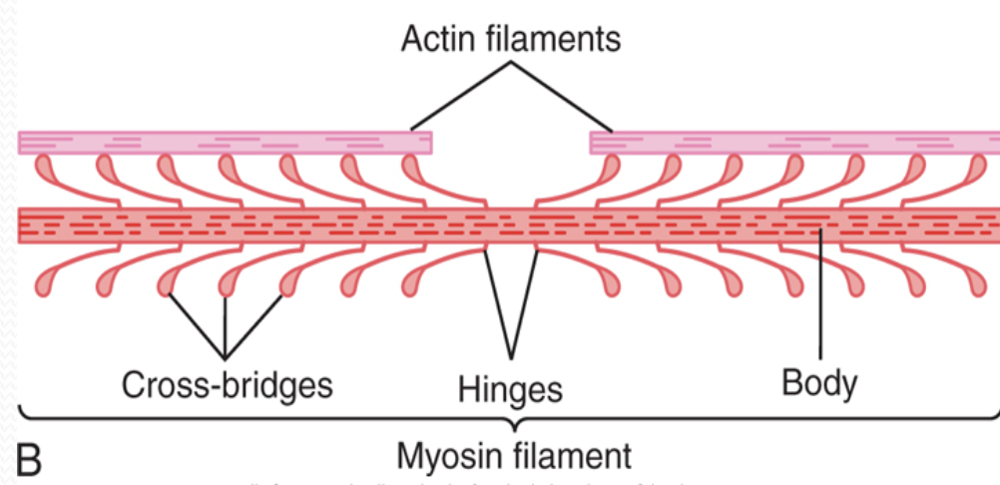 Actin filaments
Cross-bridges
Hinges
Body
Myosin filament
B